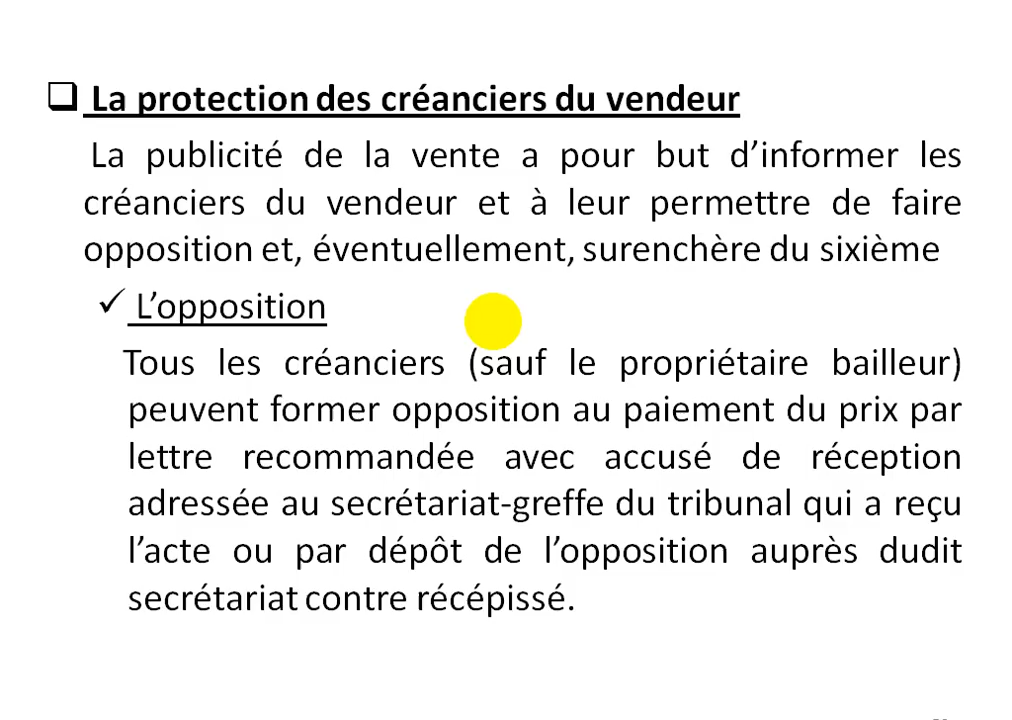 La protection des créanciers du vendeur
La publicité de la vente a pour but d’informer les
créanciers du vendeur et à leur permettre de faire
opposition et, éventuellement, surenchère du sixième
L’opposition
Tous les créanciers (sauf le propriétaire bailleur)
peuvent former opposition au paiement du prix par
lettre recommandée avec accusé de réception
adressée au secrétariat-greffe du tribunal qui a reçu
l’acte ou par dépôt de l’opposition auprès dudit
secrétariat contre récépissé.